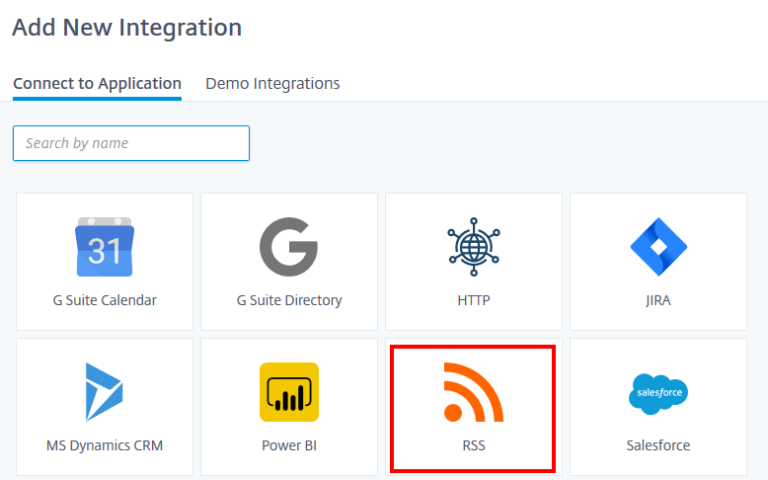 Add New Integration
Connect to Application Demo Integrations
Search by name
31
G Suite Calendar G Suite Directory HTTP JIRA
salesforce
MS Dynamics CRM Power BI RSS Salesforce